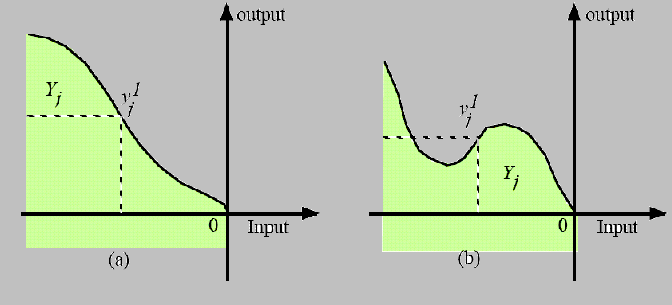 output
Y_j
v_j^1
0
Input
(a)
output
v_j^1
Y_j
0
Input
(b)